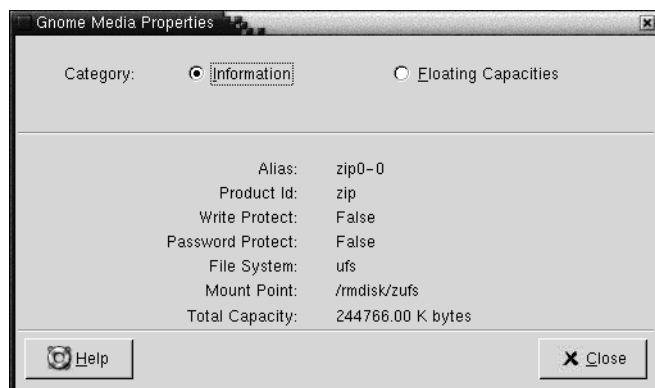 Gnome Media Properties
Category: Information Floating Capacities
Alias: zip0-0
Product Id: zip
Write Protect: False
Password Protect: False
File System: ufs
Mount Point: /rmdisk/zufs
Total Capacity: 244766.00 K bytes
Help Close